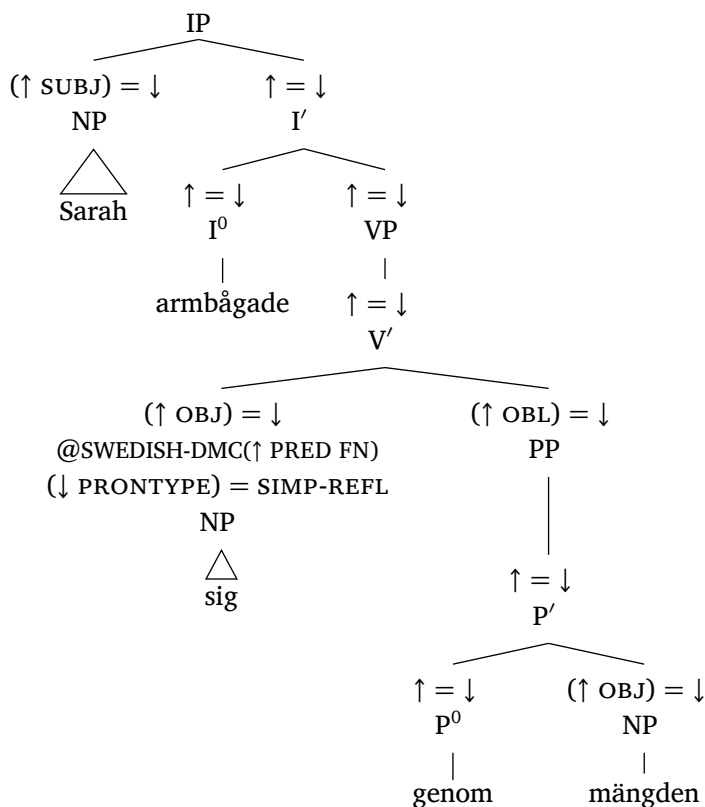 IP
(↑ SUBJ) = ↓ ↑ = ↓
NP I′
Sarah
↑ = ↓ ↑ = ↓
I⁰ VP
armbågade ↑ = ↓
V′
(↑ OBJ) = ↓ (↑ OBL) = ↓
@SWEDISH-DMC(↑ PRED FN) PP
(↓ PRONTYPE) = SIMP-REFL
NP
sig
↑ = ↓
P′
↑ = ↓ (↑ OBJ) = ↓
P⁰ NP
genom mängden